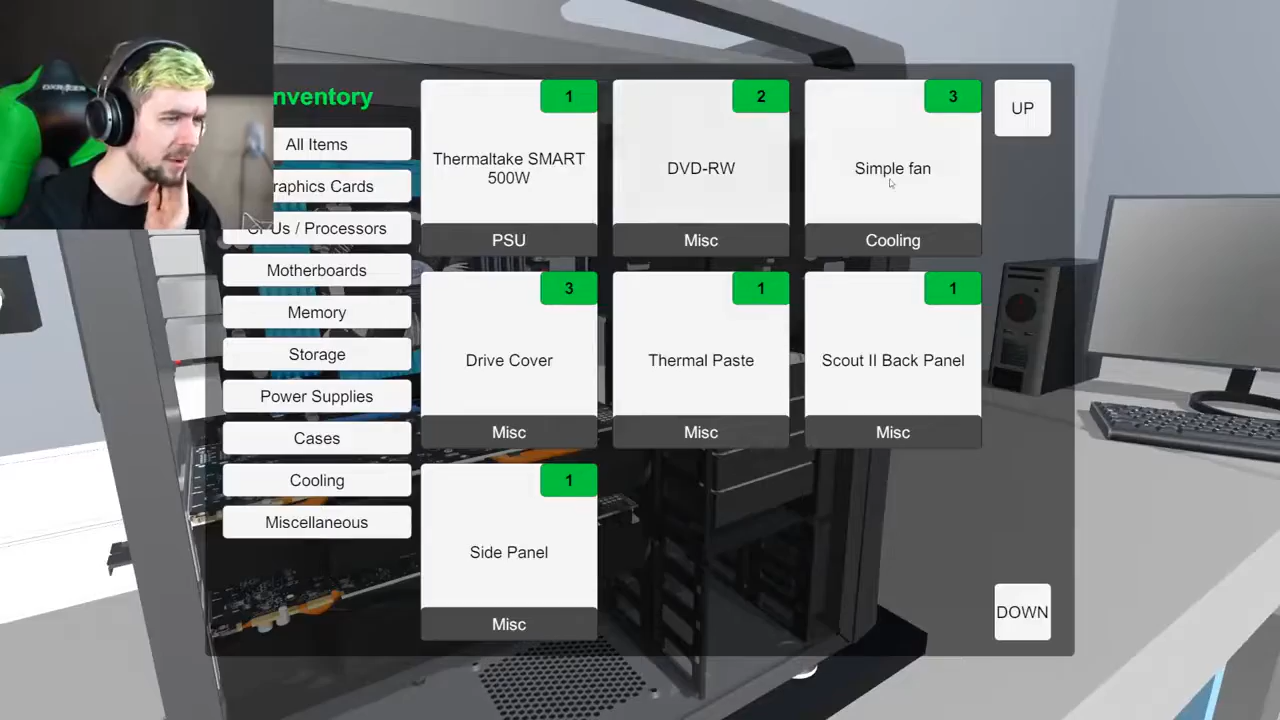 nventory
All Items
raphics Cards
CPUs / Processors
Motherboards
Memory
Storage
Power Supplies
Cases
Cooling
Miscellaneous
1
Thermaltake SMART
500W
PSU
2
DVD-RW
Misc
3
Simple fan
Cooling
3
Drive Cover
Misc
1
Thermal Paste
Misc
1
Scout II Back Panel
Misc
1
Side Panel
Misc
UP
DOWN